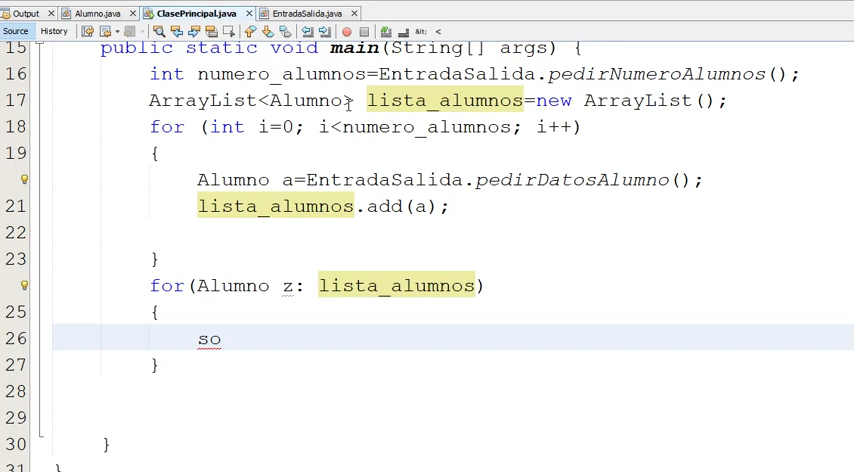 Output Alumno.java ClasePrincipal.java EntradaSalida.java
Source History
15 public static void main(String[] args) {
16 int numero_alumnos=EntradaSalida.pedirNumeroAlumnos();
17 ArrayList<Alumno> lista_alumnos=new ArrayList();
18 for (int i=0; i<numero_alumnos; i++)
19 {
Alumno a=EntradaSalida.pedirDatosAlumno();
21 lista_alumnos.add(a);
22
23 }
for(Alumno z: lista_alumnos)
25 {
26 so
27 }
28
29
30 }
31 }